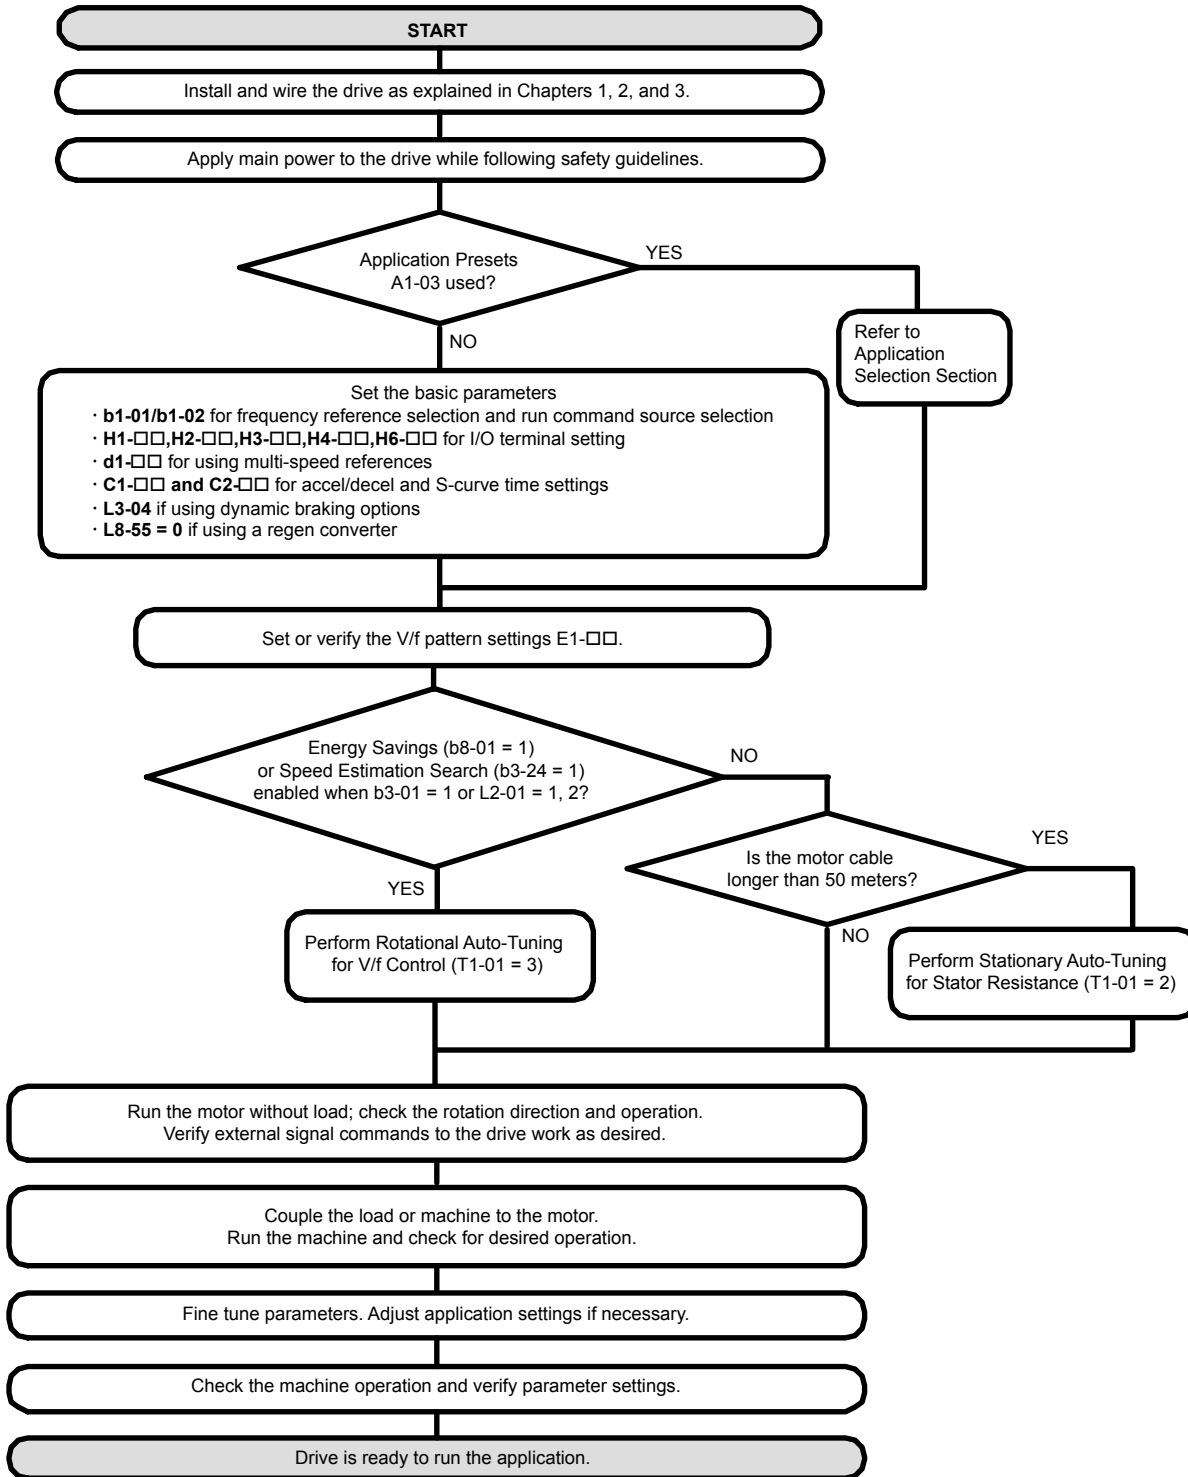 START
Install and wire the drive as explained in Chapters 1, 2, and 3.
Apply main power to the drive while following safety guidelines.
Application Presets
A1-03 used?
YES
NO
Refer to
Application
Selection Section
Set the basic parameters
· b1-01/b1-02 for frequency reference selection and run command source selection
· H1-□□,H2-□□,H3-□□,H4-□□,H6-□□ for I/O terminal setting
· d1-□□ for using multi-speed references
· C1-□□ and C2-□□ for accel/decel and S-curve time settings
· L3-04 if using dynamic braking options
· L8-55 = 0 if using a regen converter
Set or verify the V/f pattern settings E1-□□.
Energy Savings (b8-01 = 1)
or Speed Estimation Search (b3-24 = 1)
enabled when b3-01 = 1 or L2-01 = 1, 2?
NO
YES
Is the motor cable
longer than 50 meters?
YES
NO
Perform Rotational Auto-Tuning
for V/f Control (T1-01 = 3)
Perform Stationary Auto-Tuning
for Stator Resistance (T1-01 = 2)
Run the motor without load; check the rotation direction and operation.
Verify external signal commands to the drive work as desired.
Couple the load or machine to the motor.
Run the machine and check for desired operation.
Fine tune parameters. Adjust application settings if necessary.
Check the machine operation and verify parameter settings.
Drive is ready to run the application.